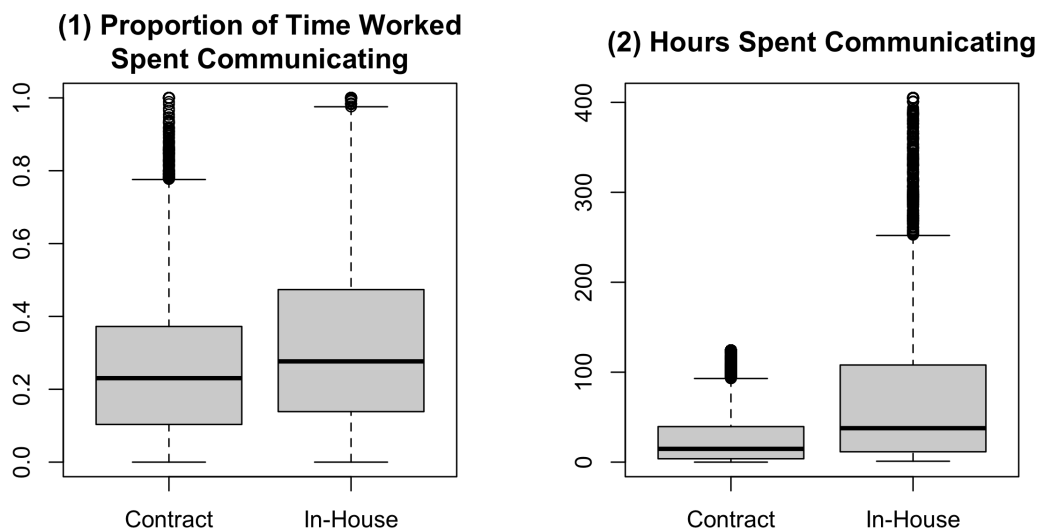 (1) Proportion of Time Worked
Spent Communicating
1.0
0.8
0.6
0.4
0.2
0.0
Contract
In-House
(2) Hours Spent Communicating
400
300
200
100
0
Contract
In-House